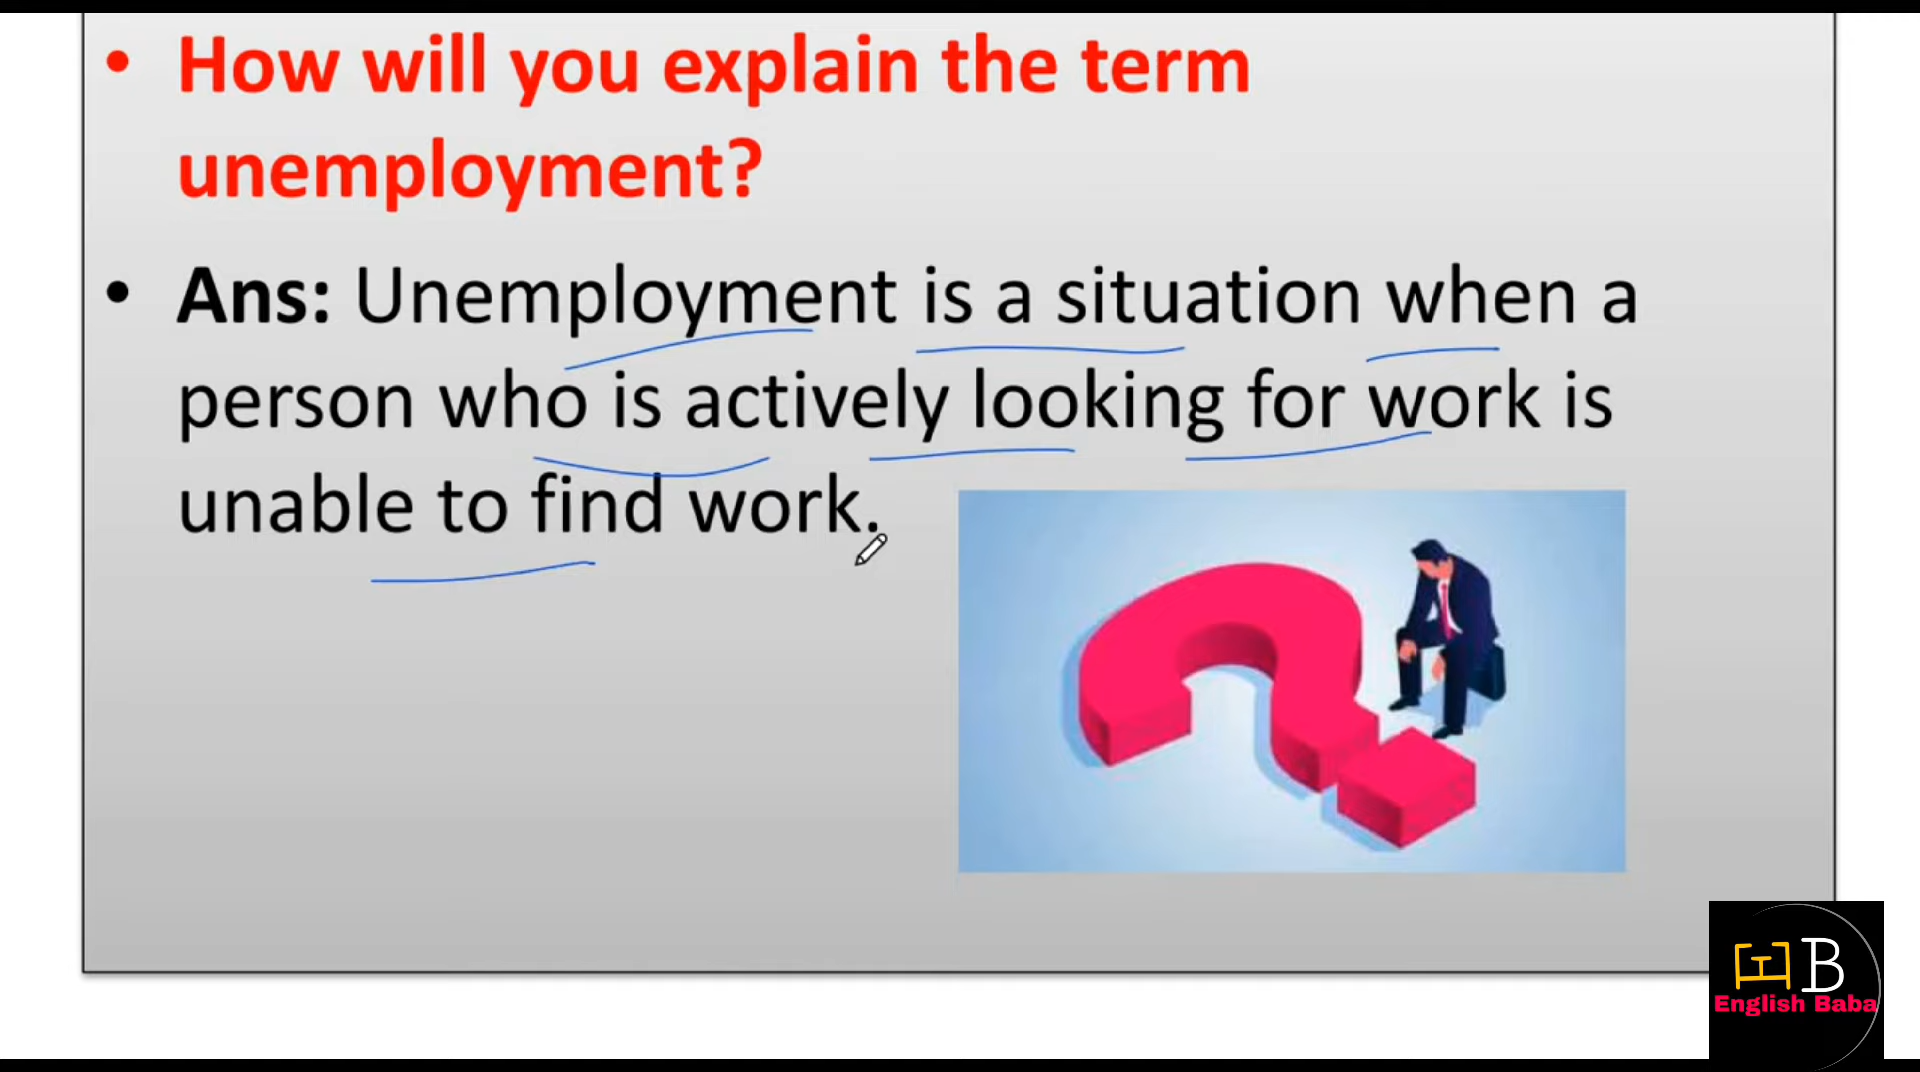 • How will you explain the term
unemployment?
• Ans: Unemployment is a situation when a
person who is actively looking for work is
unable to find work.
B
English Baba